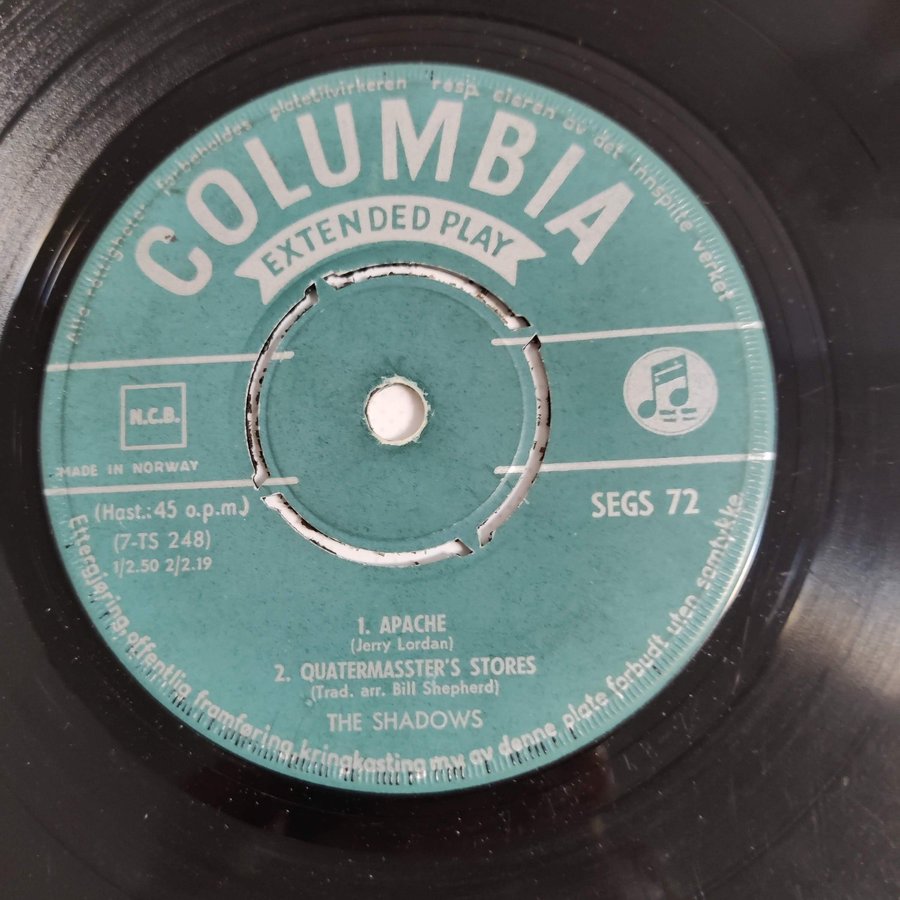 Alle rettigheter forbeholdes platetilvirkeren resp. eieren av det innspilte verket
COLUMBIA
EXTENDED PLAY
N.C.B.
MADE IN NORWAY
(Hast.: 45 o.p.m.)
(7-TS 248)
1/2.50 2/2.19
SEGS 72
1. APACHE
(Jerry Lordan)
2. QUATERMASSTER'S STORES
(Trad. arr. Bill Shepherd)
THE SHADOWS
Ettergjøring, offentlig framføring, kringkasting m.v. av denne plate forbudt uten samtykke